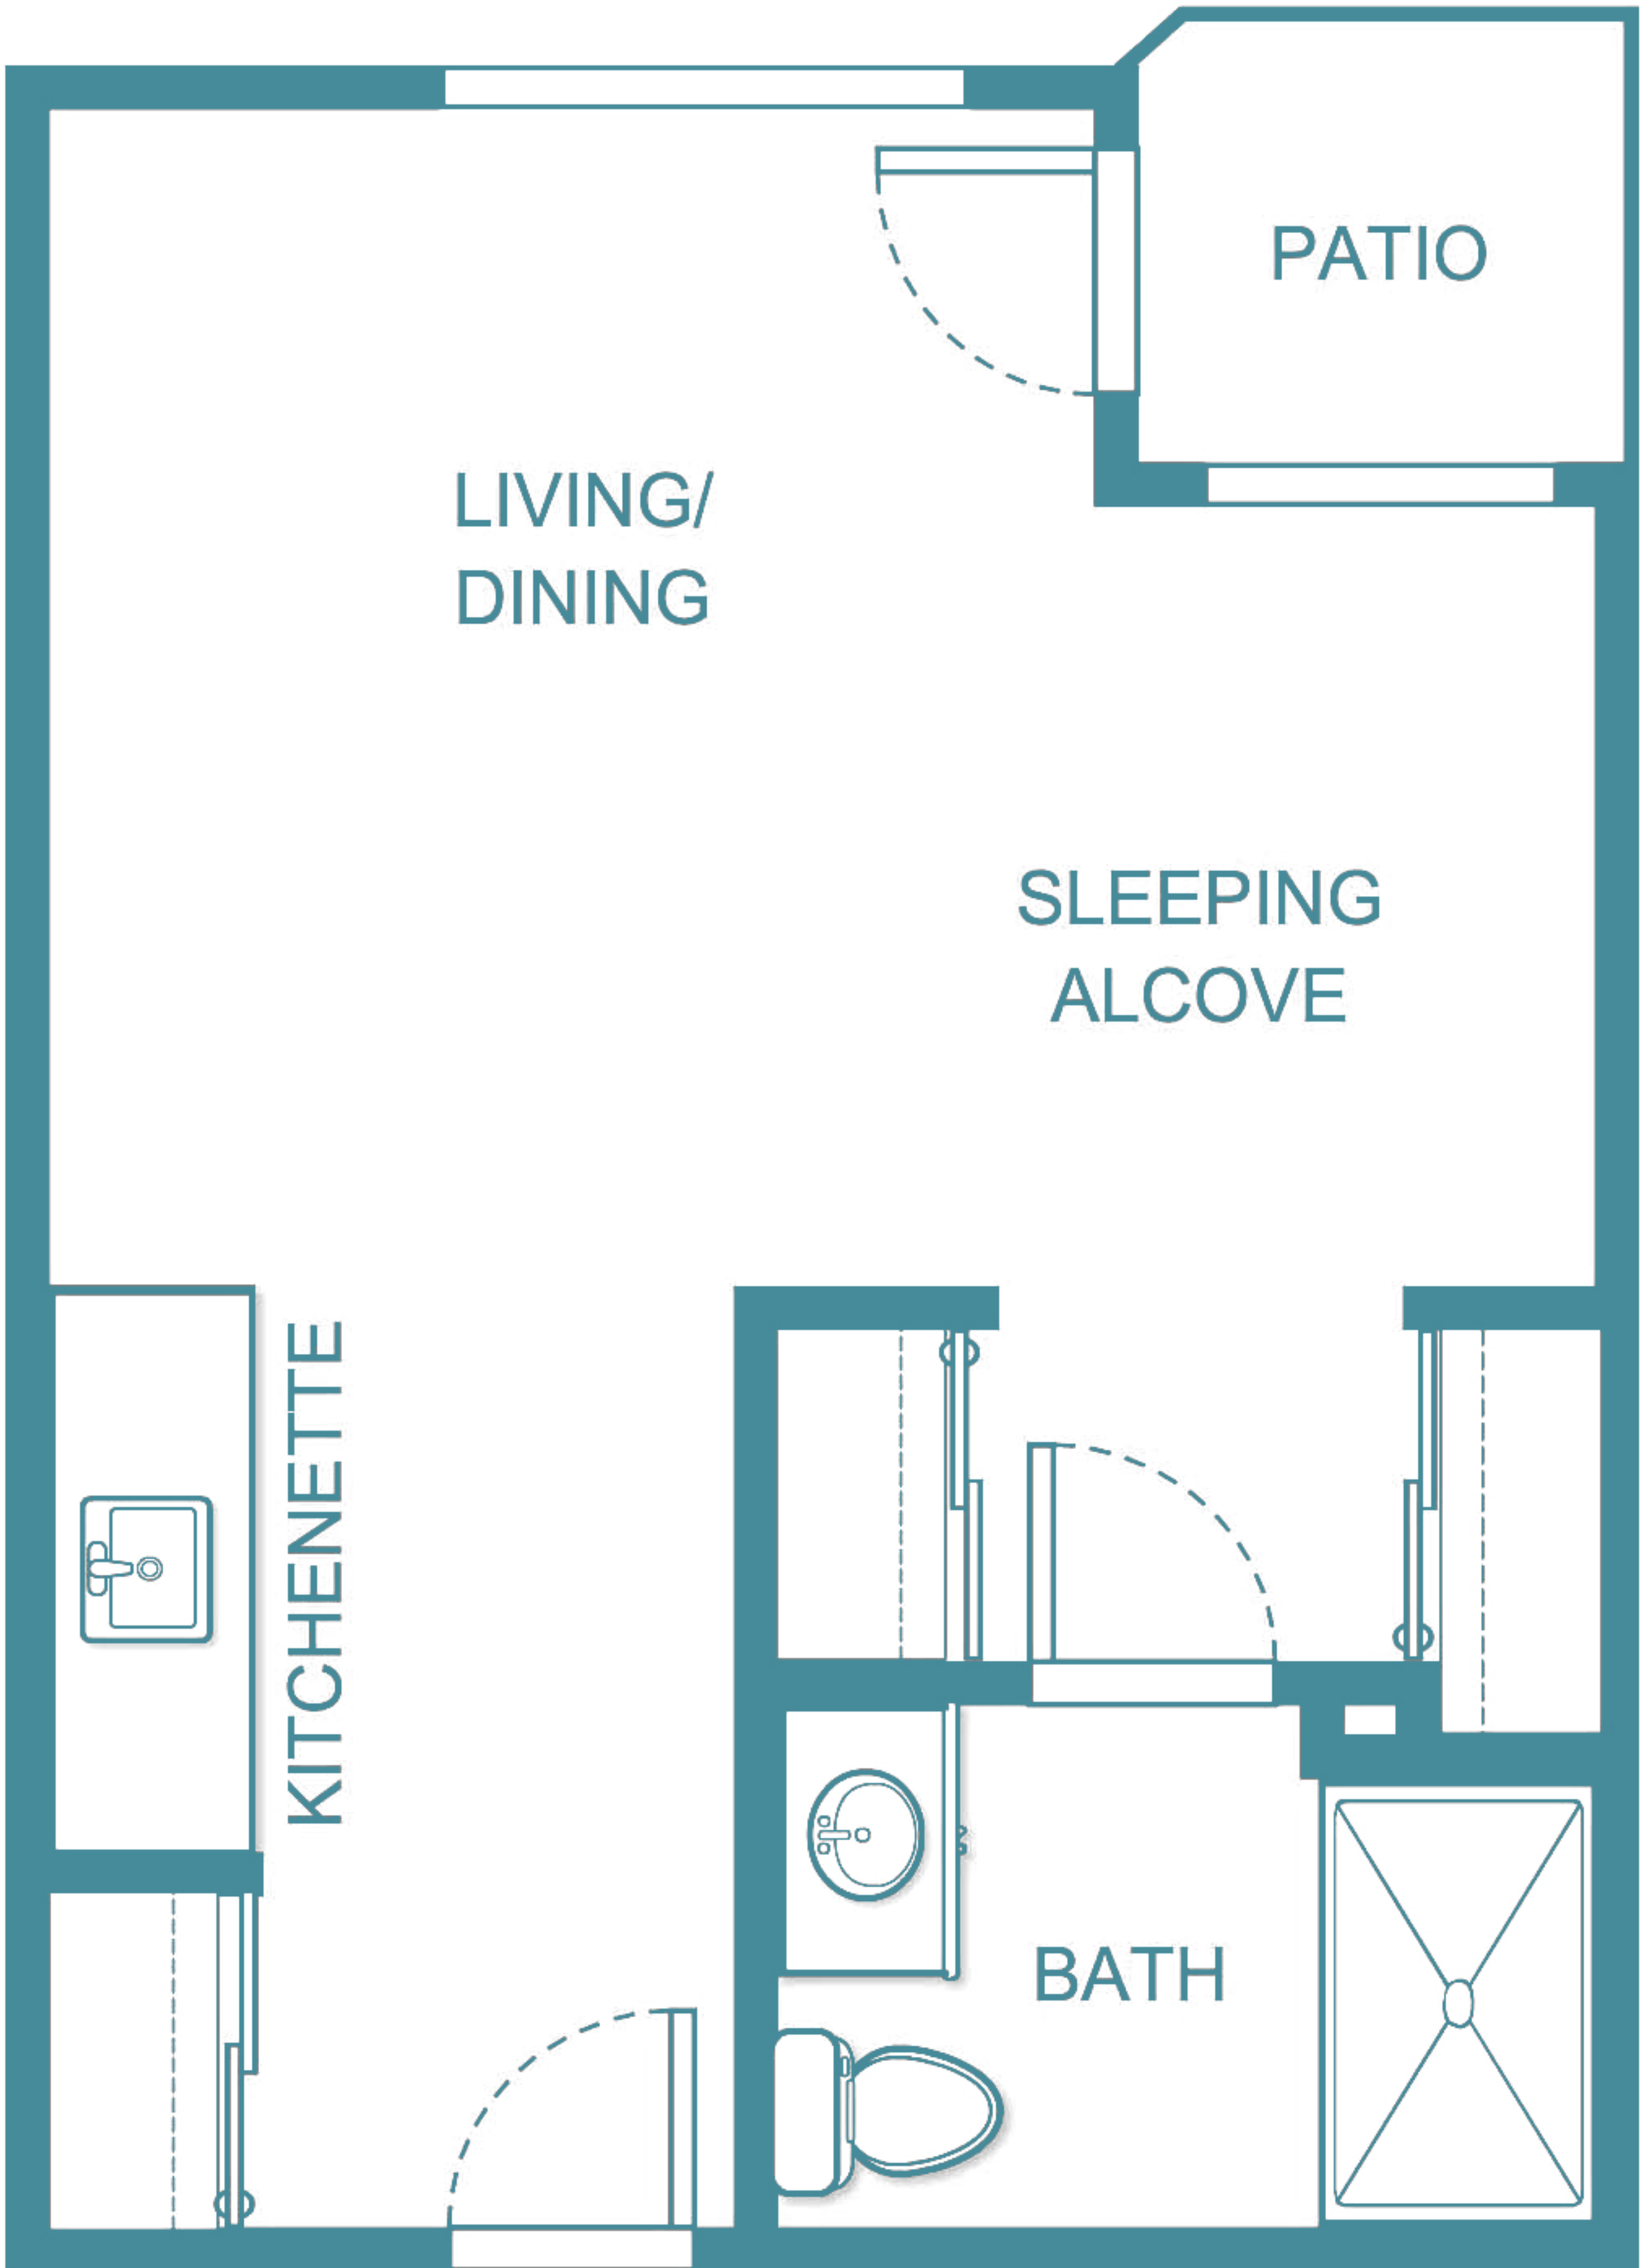 PATIO
LIVING/
DINING
SLEEPING
ALCOVE
KITCHENETTE
BATH